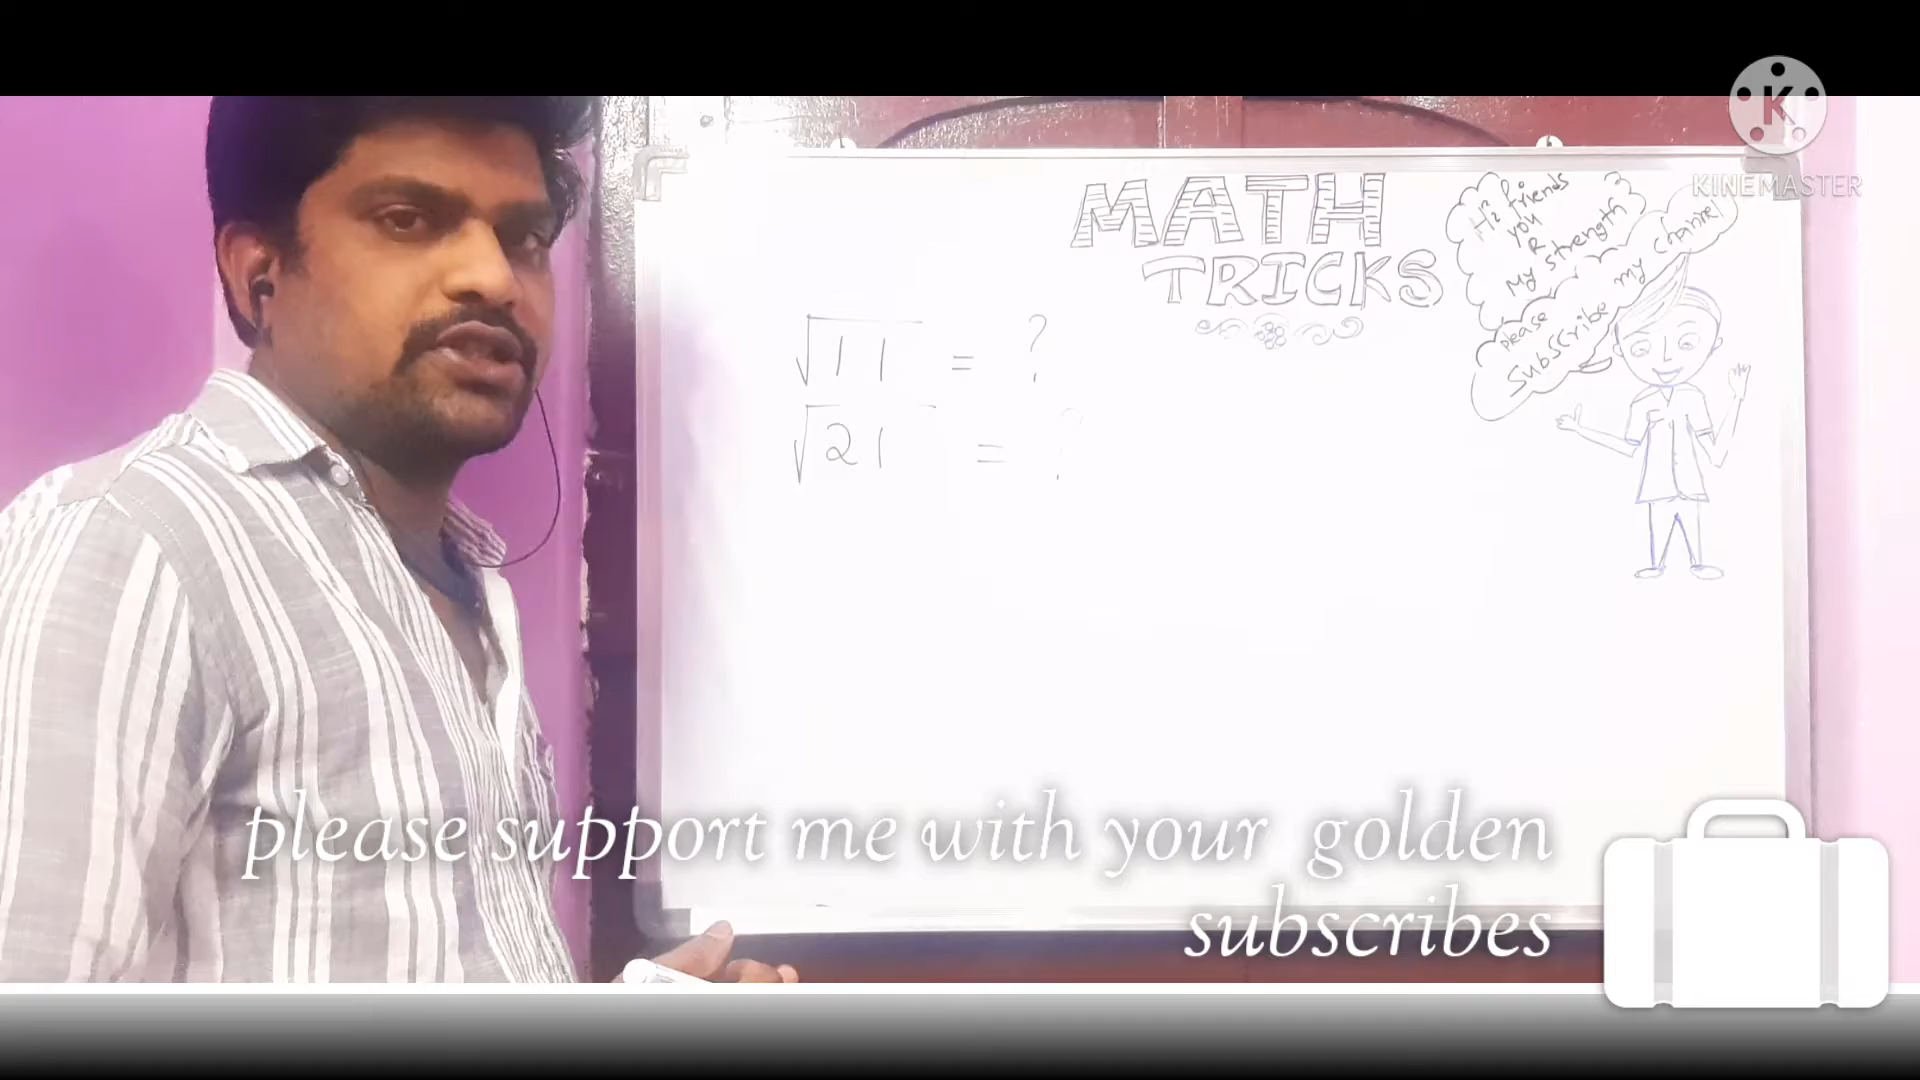 K
KINEMASTER
MATH
TRICKS
Hi friends
you
R
My strength
please
subscribe my channel
√11 = ?
√21 = ?
please support me with your golden
subscribes